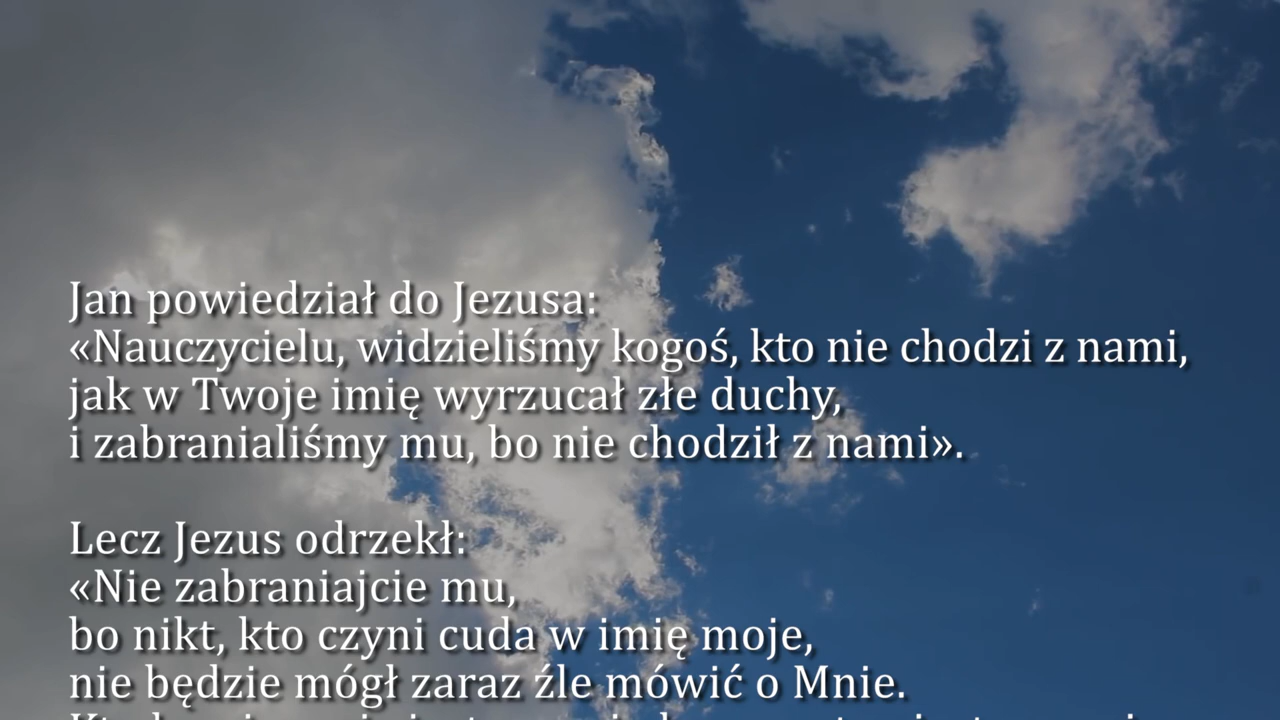 Jan powiedział do Jezusa:
«Nauczycielu, widzieliśmy kogoś, kto nie chodzi z nami,
jak w Twoje imię wyrzucał złe duchy,
i zabranialiśmy mu, bo nie chodził z nami».
Lecz Jezus odrzekł:
«Nie zabraniajcie mu,
bo nikt, kto czyni cuda w imię moje,
nie będzie mógł zaraz źle mówić o Mnie.